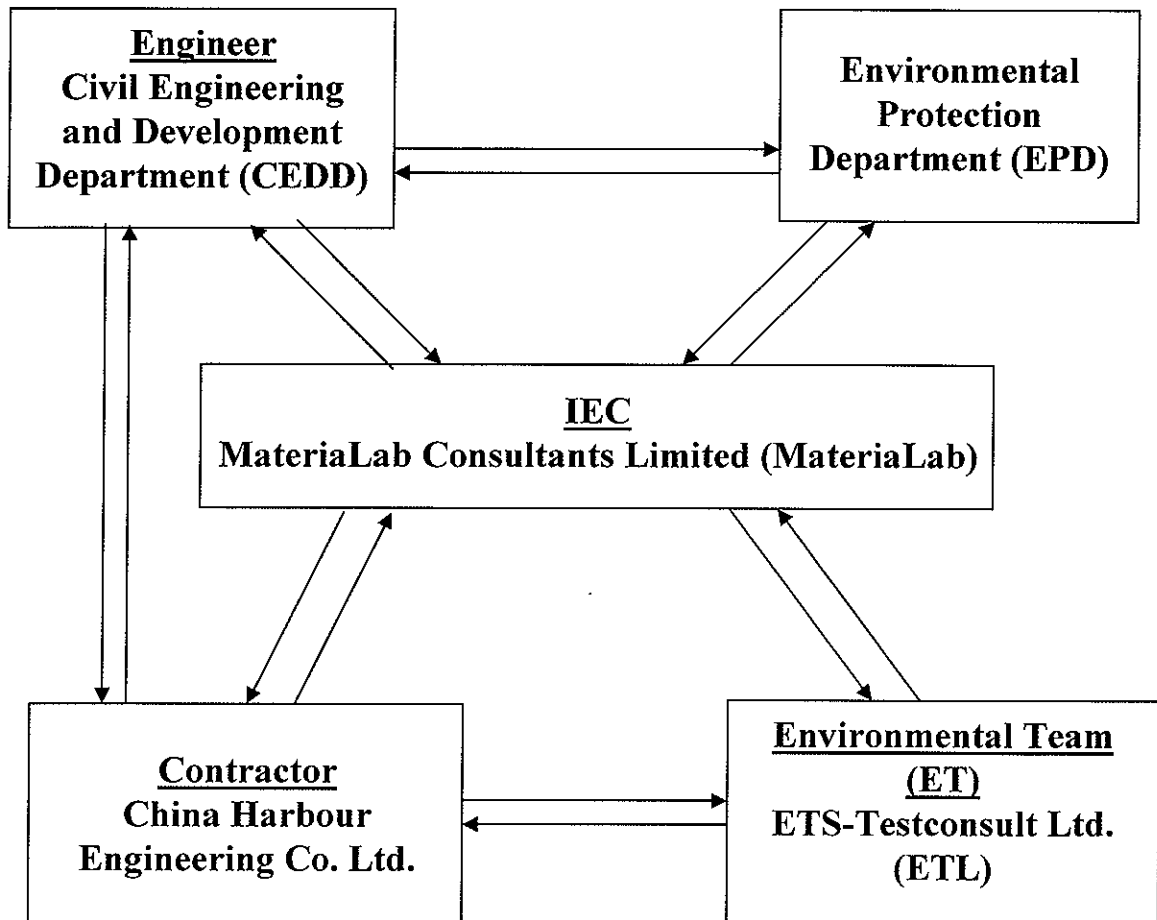 Engineer
Civil Engineering
and Development
Department (CEDD)
Environmental
Protection
Department (EPD)
IEC
MateriaLab Consultants Limited (MateriaLab)
Contractor
China Harbour
Engineering Co. Ltd.
Environmental Team
(ET)
ETS-Testconsult Ltd.
(ETL)